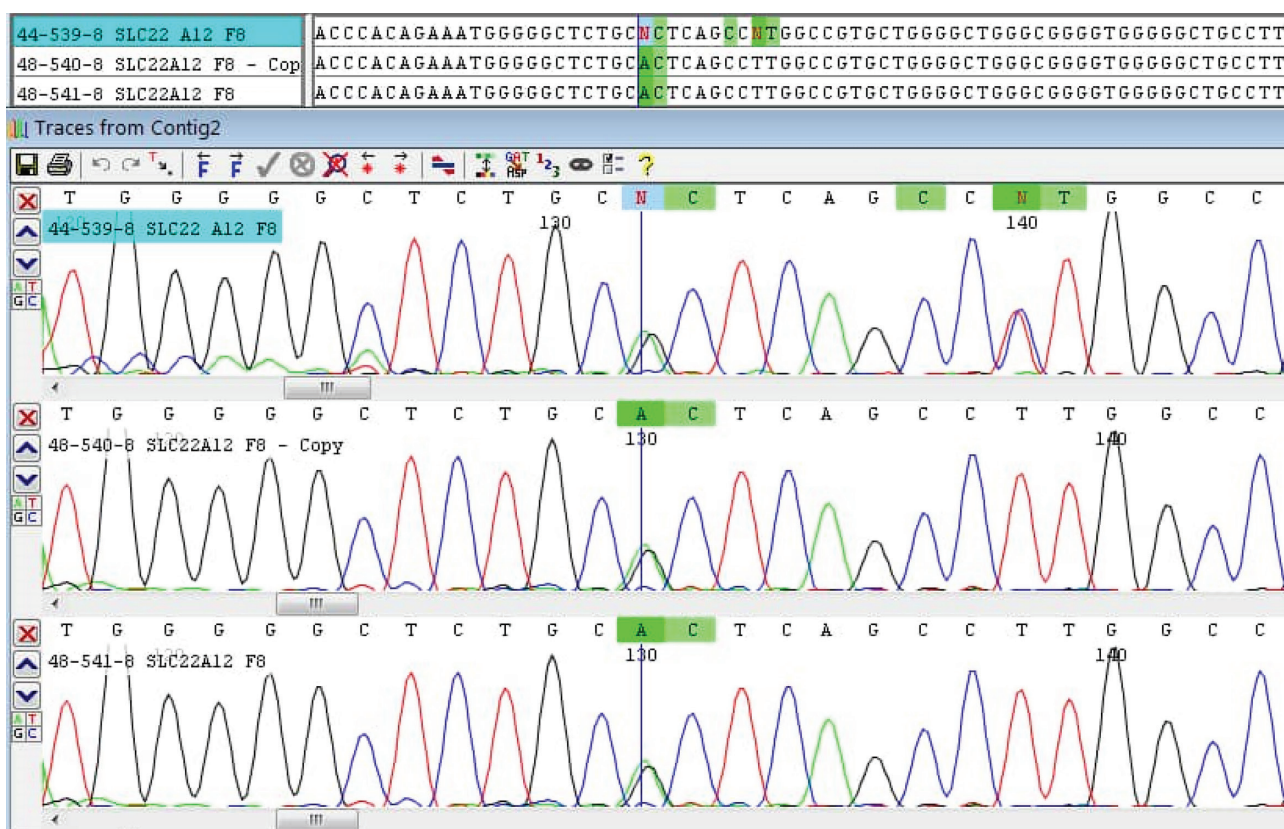 44-539-8 SLC22 A12 F8 ACCCACAGAAATGGGGGCTCTGCNCTCAGCCNTGGCCGTGCTGGGGCTGGGCGGGGTGGGGGCTGCCTT
48-540-8 SLC22A12 F8 - Cop ACCCACAGAAATGGGGGCTCTGCACTCAGCCTTGGCCGTGCTGGGGCTGGGCGGGGTGGGGGCTGCCTT
48-541-8 SLC22A12 F8 ACCCACAGAAATGGGGGCTCTGCACTCAGCCTTGGCCGTGCTGGGGCTGGGCGGGGTGGGGGCTGCCTT
Traces from Contig2
T G G G G G C T C T G C N C T C A G C C N T G G C C
130 140
44-539-8 SLC22 A12 F8
A T
G C
T G G G G G C T C T G C A C T C A G C C T T G G C C
130 140
48-540-8 SLC22A12 F8 - Copy
A T
G C
T G G G G G C T C T G C A C T C A G C C T T G G C C
130 140
48-541-8 SLC22A12 F8
A T
G C